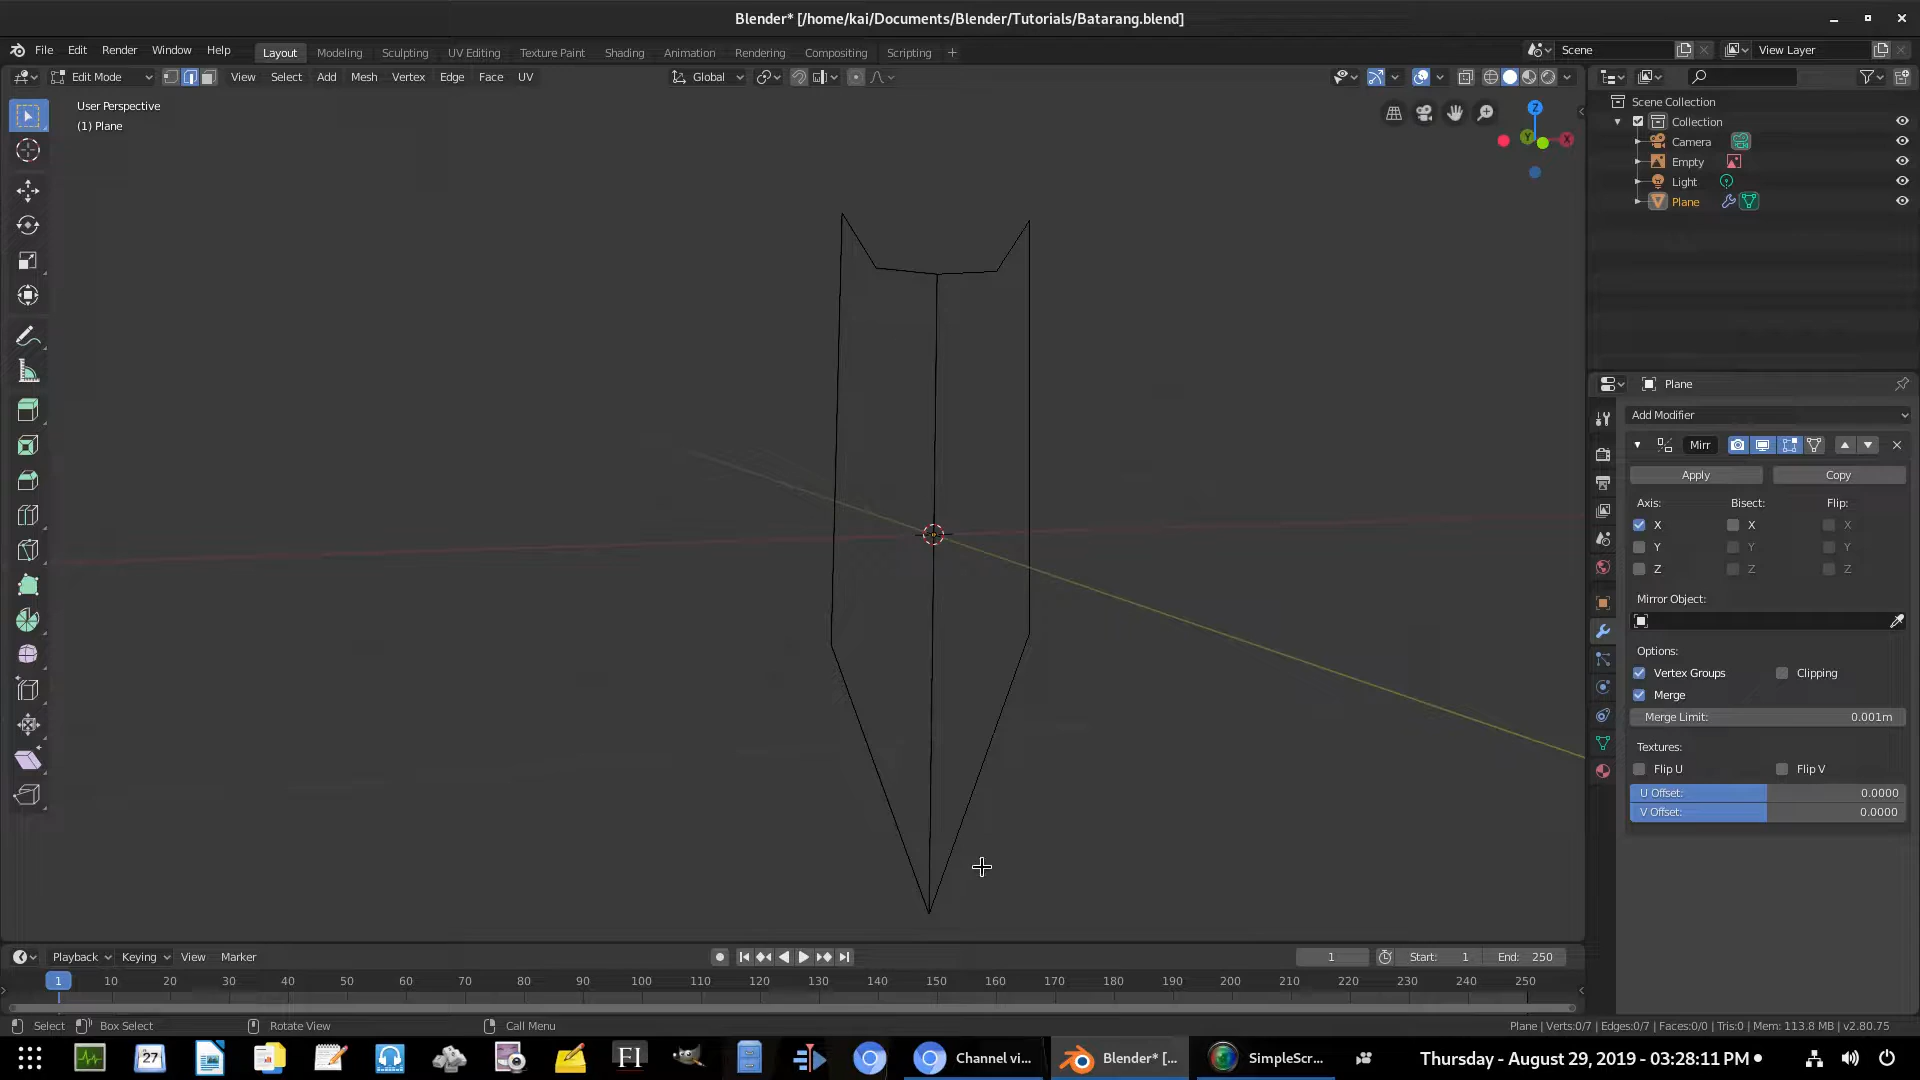 Blender* [/home/kai/Documents/Blender/Tutorials/Batarang.blend]
File Edit Render Window Help Layout Modeling Sculpting UV Editing Texture Paint Shading Animation Rendering Compositing Scripting + Scene View Layer
Edit Mode View Select Add Mesh Vertex Edge Face UV Global
User Perspective
(1) Plane
Z
Y
X
Scene Collection
Collection
Camera
Empty
Light
Plane
Plane
Add Modifier
Mirr
Apply Copy
Axis: Bisect: Flip:
X X X
Y Y Y
Z Z Z
Mirror Object:
Options:
Vertex Groups Clipping
Merge
Merge Limit: 0.001m
Textures:
Flip U Flip V
U Offset: 0.0000
V Offset: 0.0000
Playback Keying View Marker 1 Start: 1 End: 250
1 10 20 30 40 50 60 70 80 90 100 110 120 130 140 150 160 170 180 190 200 210 220 230 240 250
Select Box Select Rotate View Call Menu Plane | Verts:0/7 | Edges:0/7 | Faces:0/0 | Tris:0 | Mem: 113.8 MB | v2.80.75
27 FI Channel vi... Blender* [... SimpleScr... Thursday - August 29, 2019 - 03:28:11 PM